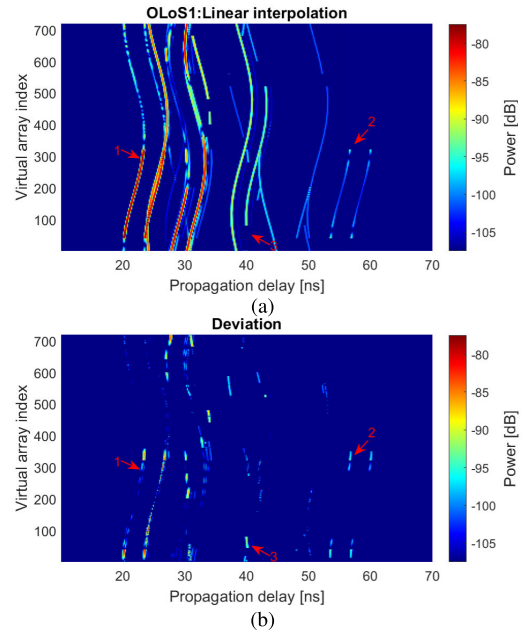 OLoS1:Linear interpolation
700
600
500
400
300
200
100
Virtual array index
1
2
3
20 30 40 50 60 70
Propagation delay [ns]
-80
-85
-90
-95
-100
-105
Power [dB]
(a)
Deviation
700
600
500
400
300
200
100
Virtual array index
1
2
3
20 30 40 50 60 70
Propagation delay [ns]
-80
-85
-90
-95
-100
-105
Power [dB]
(b)